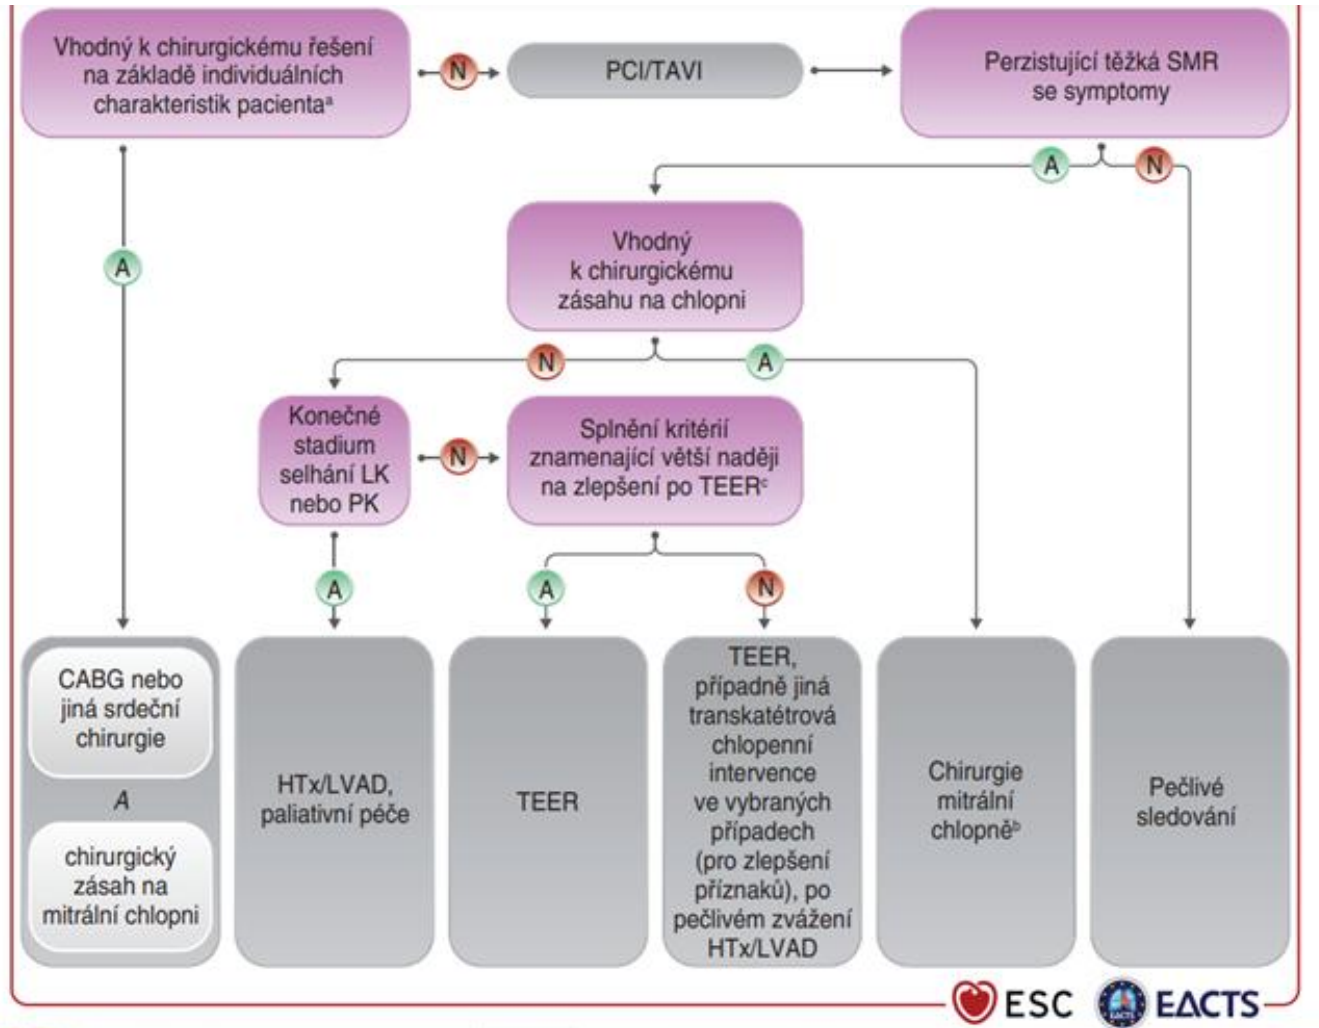 Vhodný k chirurgickému řešení
na základě individuálních
charakteristik pacientaᵃ
N
PCI/TAVI
Perzistující těžká SMR
se symptomy
A
N
A
Vhodný
k chirurgickému
zásahu na chlopni
N
A
Konečné
stadium
selhání LK
nebo PK
N
Splnění kritérií
znamenající větší naději
na zlepšení po TEERᶜ
A
A
N
CABG nebo
jiná srdeční
chirurgie
A
chirurgický
zásah na
mitrální chlopni
HTx/LVAD,
paliativní péče
TEER
TEER,
případně jiná
transkatétrová
chlopenní
intervence
ve vybraných
případech
(pro zlepšení
příznaků), po
pečlivém zvážení
HTx/LVAD
Chirurgie
mitrální
chlopněᵇ
Pečlivé
sledování
ESC
EACTS
EΔCTS